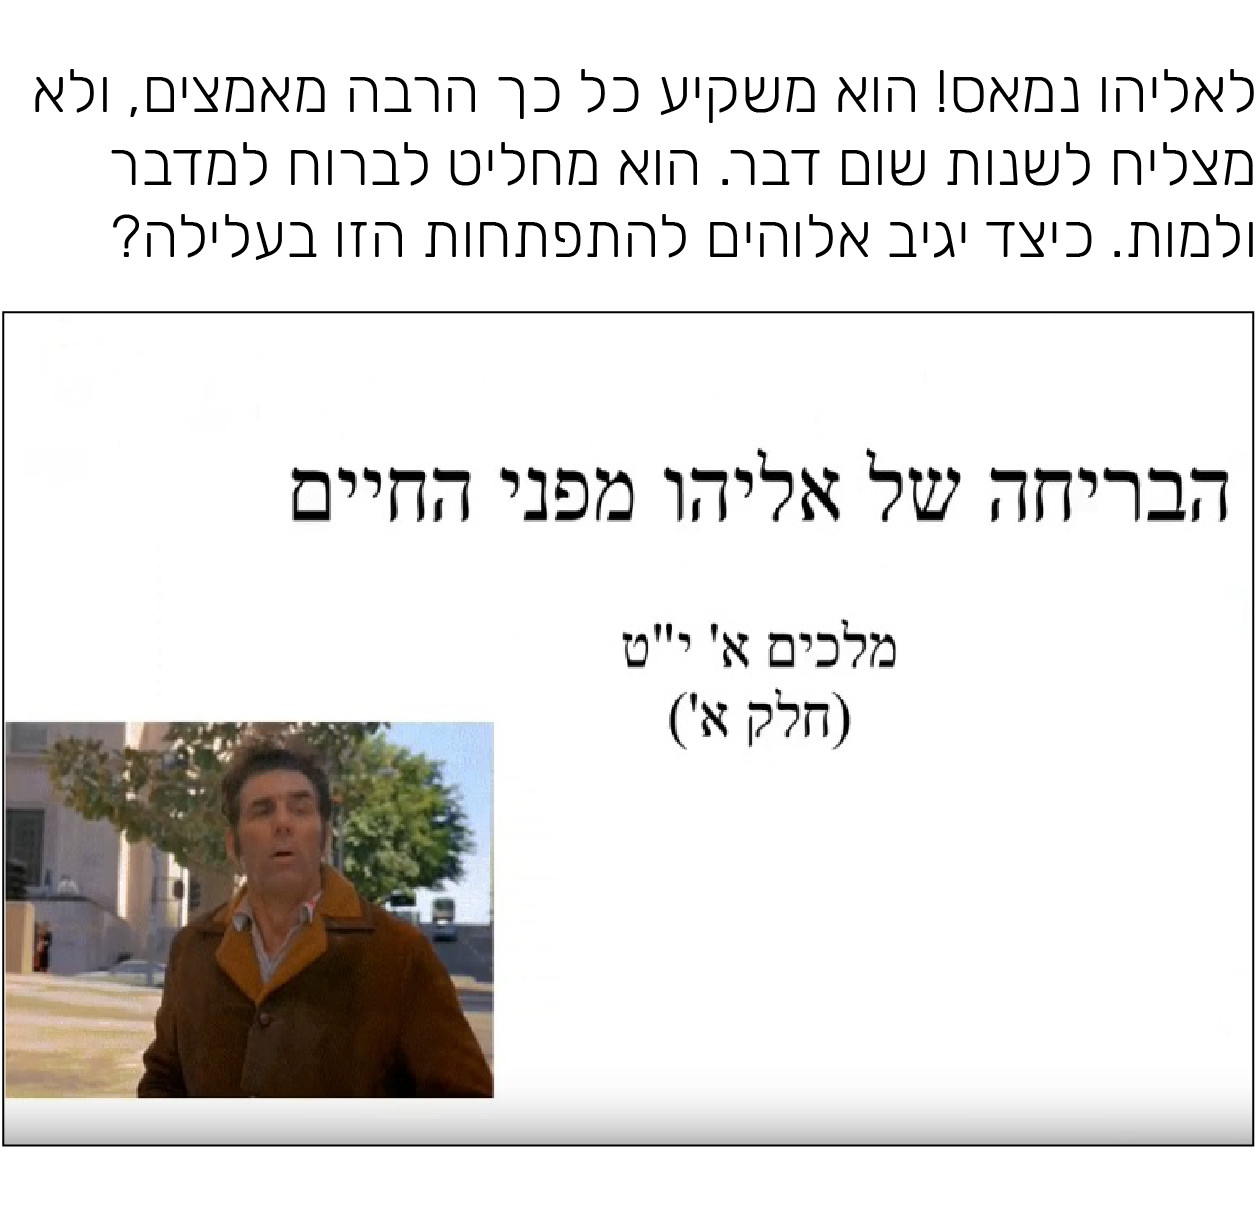 לאליהו נמאס! הוא משקיע כל כך הרבה מאמצים, ולא
מצליח לשנות שום דבר. הוא מחליט לברוח למדבר
ולמות. כיצד יגיב אלוהים להתפתחות הזו בעלילה?
הבריחה של אליהו מפני החיים
מלכים א' י"ט
(חלק א')